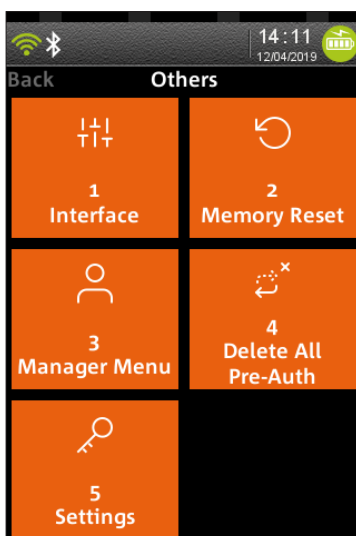 14:11
12/04/2019
Back Others
1
Interface
2
Memory Reset
3
Manager Menu
4
Delete All
Pre-Auth
5
Settings